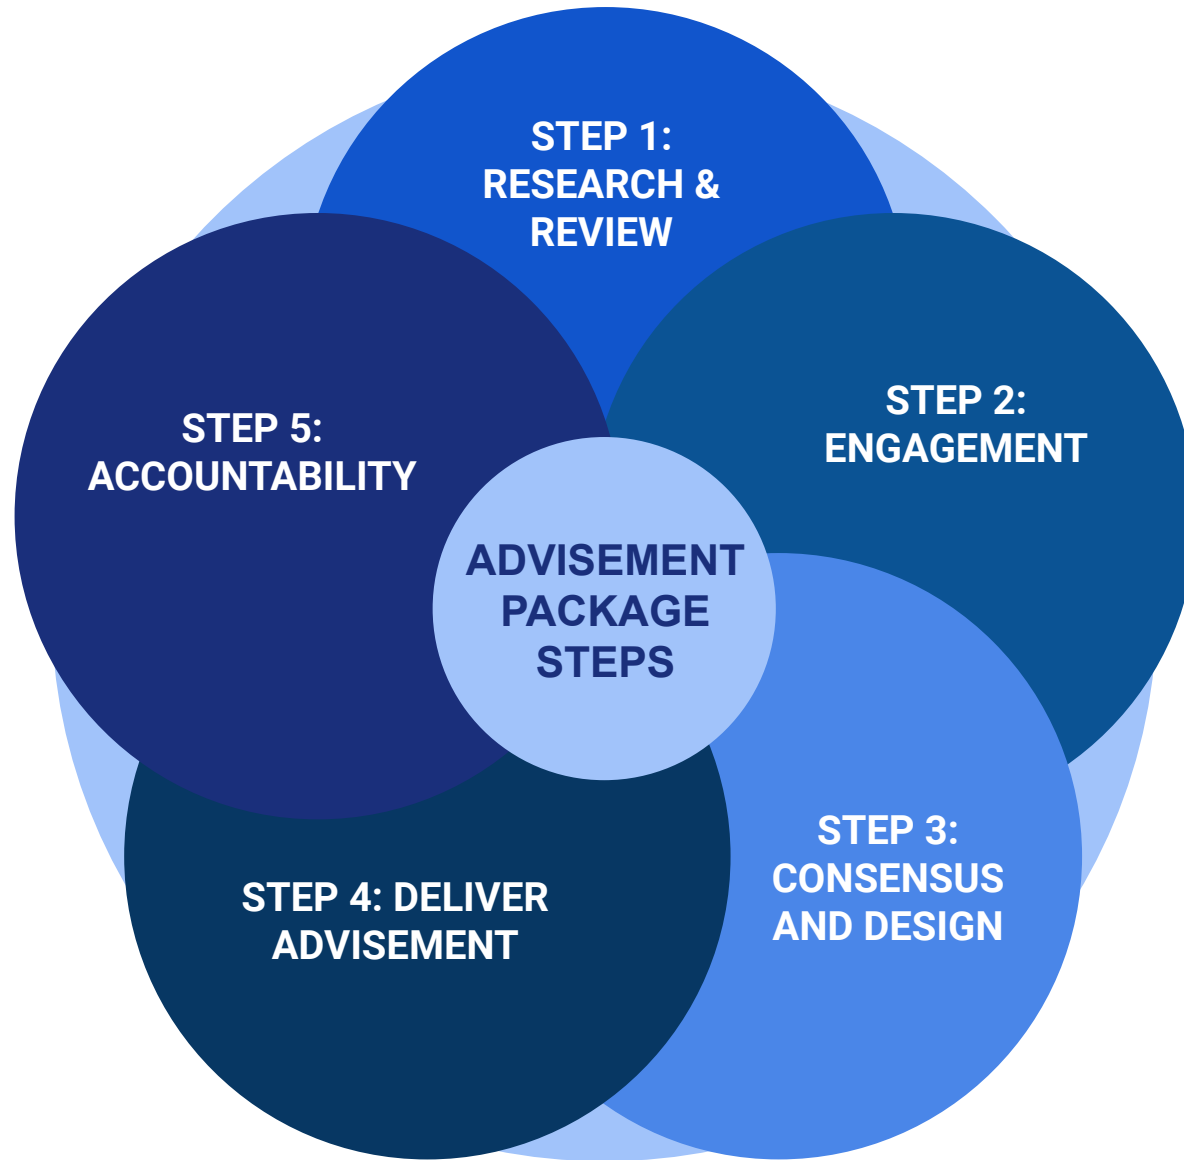 STEP 1:
RESEARCH &
REVIEW
STEP 2:
ENGAGEMENT
STEP 3:
CONSENSUS
AND DESIGN
STEP 4: DELIVER
ADVISEMENT
STEP 5:
ACCOUNTABILITY
ADVISEMENT
PACKAGE
STEPS